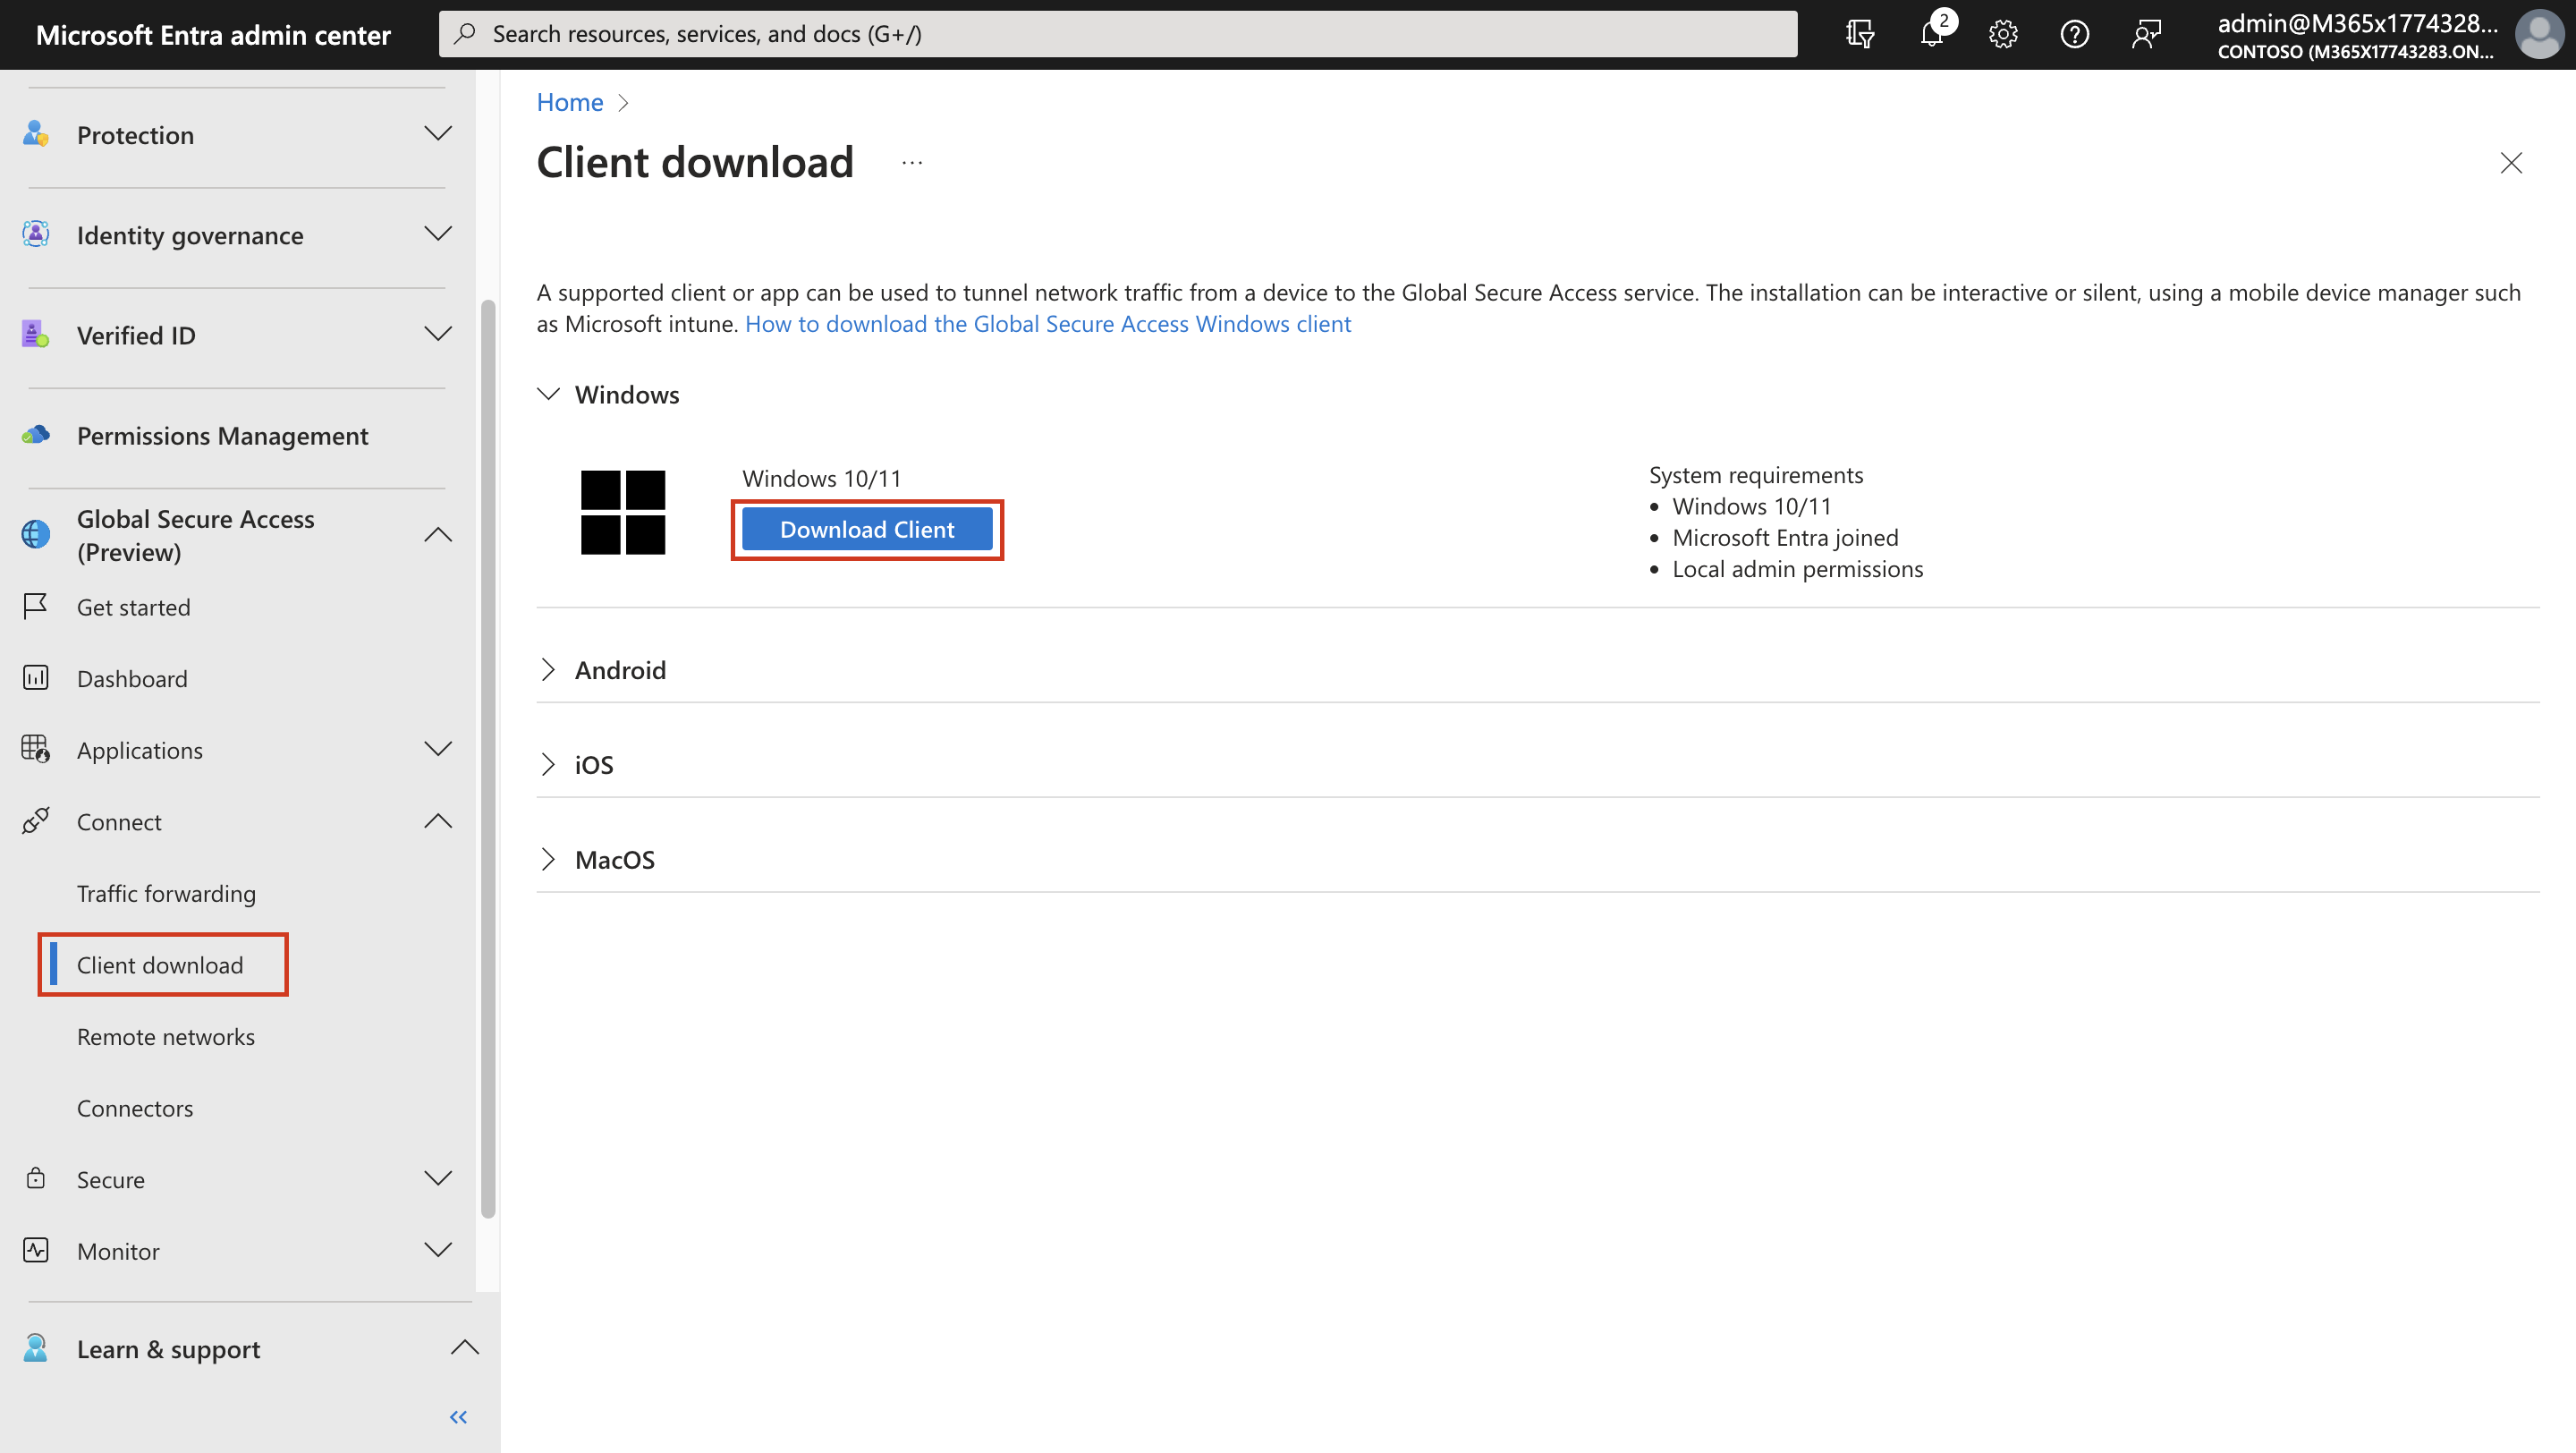 Microsoft Entra admin center
Search resources, services, and docs (G+/)
2
admin@M365x1774328...
CONTOSO (M365X17743283.ON...
Protection
Identity governance
Verified ID
Permissions Management
Global Secure Access
(Preview)
Get started
Dashboard
Applications
Connect
Traffic forwarding
Client download
Remote networks
Connectors
Secure
Monitor
Learn & support
Home
Client download
...
A supported client or app can be used to tunnel network traffic from a device to the Global Secure Access service. The installation can be interactive or silent, using a mobile device manager such
as Microsoft intune. How to download the Global Secure Access Windows client
Windows
Windows 10/11
Download Client
System requirements
• Windows 10/11
• Microsoft Entra joined
• Local admin permissions
Android
iOS
MacOS